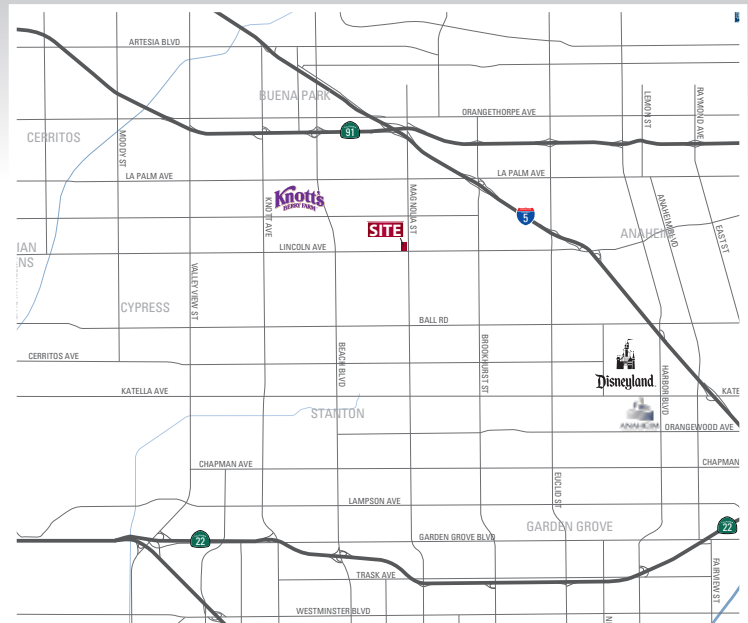 ARTESIA BLVD
BUENA PARK
ORANGETHORPE AVE
LEMON ST
RAYMOND AVE
91
CERRITOS
MOODY ST
LA PALM AVE
LA PALM AVE
Knott's
BERRY FARM
KNOTT AVE
MAGNOLIA ST
5
SITE
ANAHEIM
ANAHEIM BLVD
EAST ST
IAN
NS
LINCOLN AVE
VALLEY VIEW ST
CYPRESS
BALL RD
CERRITOS AVE
BEACH BLVD
BROOKHURST ST
Disneyland
HARBOR BLVD
KATELLA AVE
KATE
STANTON
ANAHEIM
ORANGEWOOD AVE
CHAPMAN AVE
CHAPMAN
EUCLID ST
LAMPSON AVE
GARDEN GROVE
22
22
GARDEN GROVE BLVD
TRASK AVE
FAIRVIEW ST
WESTMINSTER BLVD